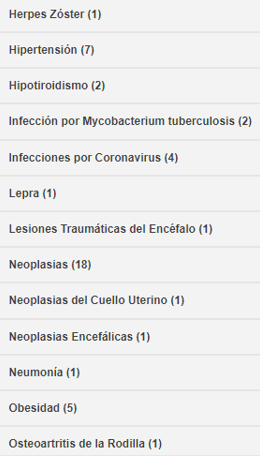 Herpes Zóster (1)
Hipertensión (7)
Hipotiroidismo (2)
Infección por Mycobacterium tuberculosis (2)
Infecciones por Coronavirus (4)
Lepra (1)
Lesiones Traumáticas del Encéfalo (1)
Neoplasias (18)
Neoplasias del Cuello Uterino (1)
Neoplasias Encefálicas (1)
Neumonía (1)
Obesidad (5)
Osteoartritis de la Rodilla (1)